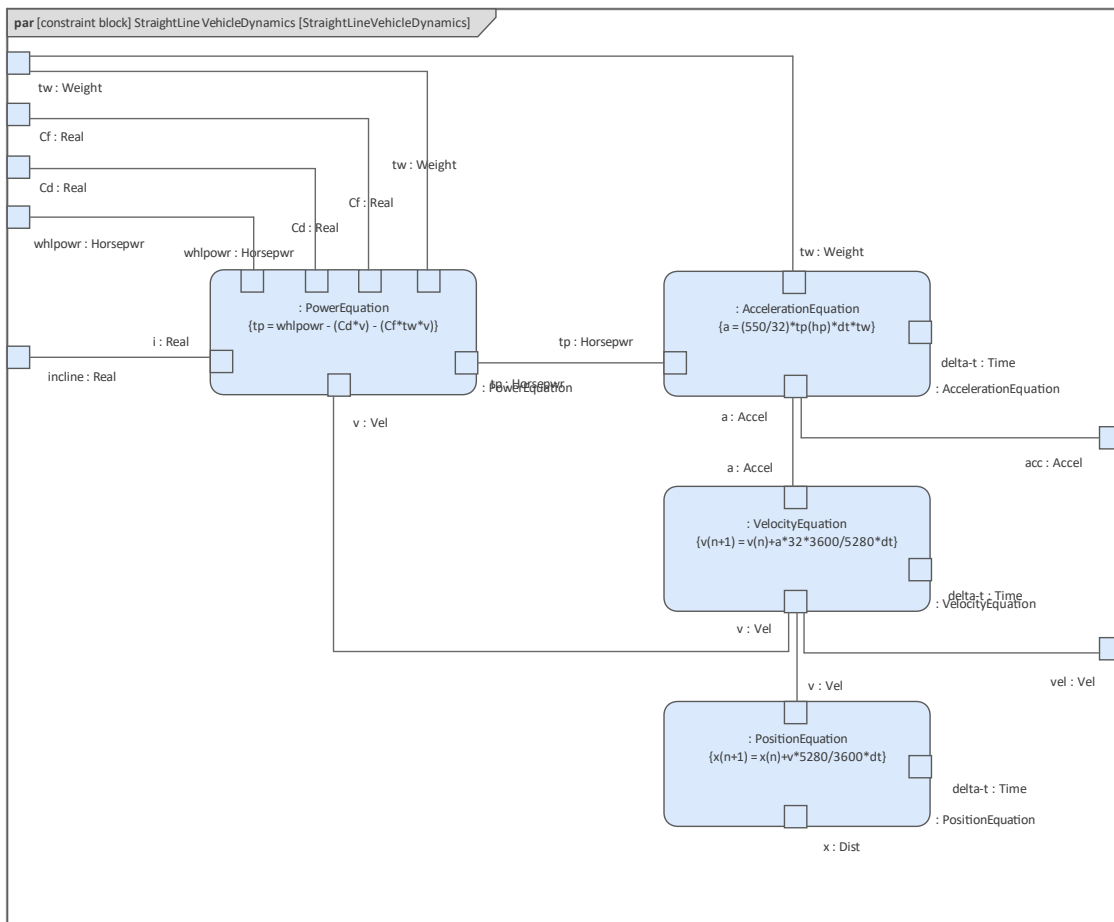 par [constraint block] StraightLine VehicleDynamics [StraightLineVehicleDynamics]
tw : Weight
Cf : Real
tw : Weight
Cd : Real
Cf : Real
Cd : Real
whlpowr : Horsepwr
whlpowr : Horsepwr
tw : Weight
: PowerEquation
{tp = whlpowr - (Cd*v) - (Cf*tw*v)}
: AccelerationEquation
{a = (550/32)*tp(hp)*dt*tw}
i : Real
tp : Horsepwr
delta-t : Time
incline : Real
tp : Horsepwr
: PowerEquation
: AccelerationEquation
v : Vel
a : Accel
acc : Accel
a : Accel
: VelocityEquation
{v(n+1) = v(n)+a*32*3600/5280*dt}
delta-t : Time
: VelocityEquation
v : Vel
vel : Vel
v : Vel
: PositionEquation
{x(n+1) = x(n)+v*5280/3600*dt}
delta-t : Time
: PositionEquation
x : Dist